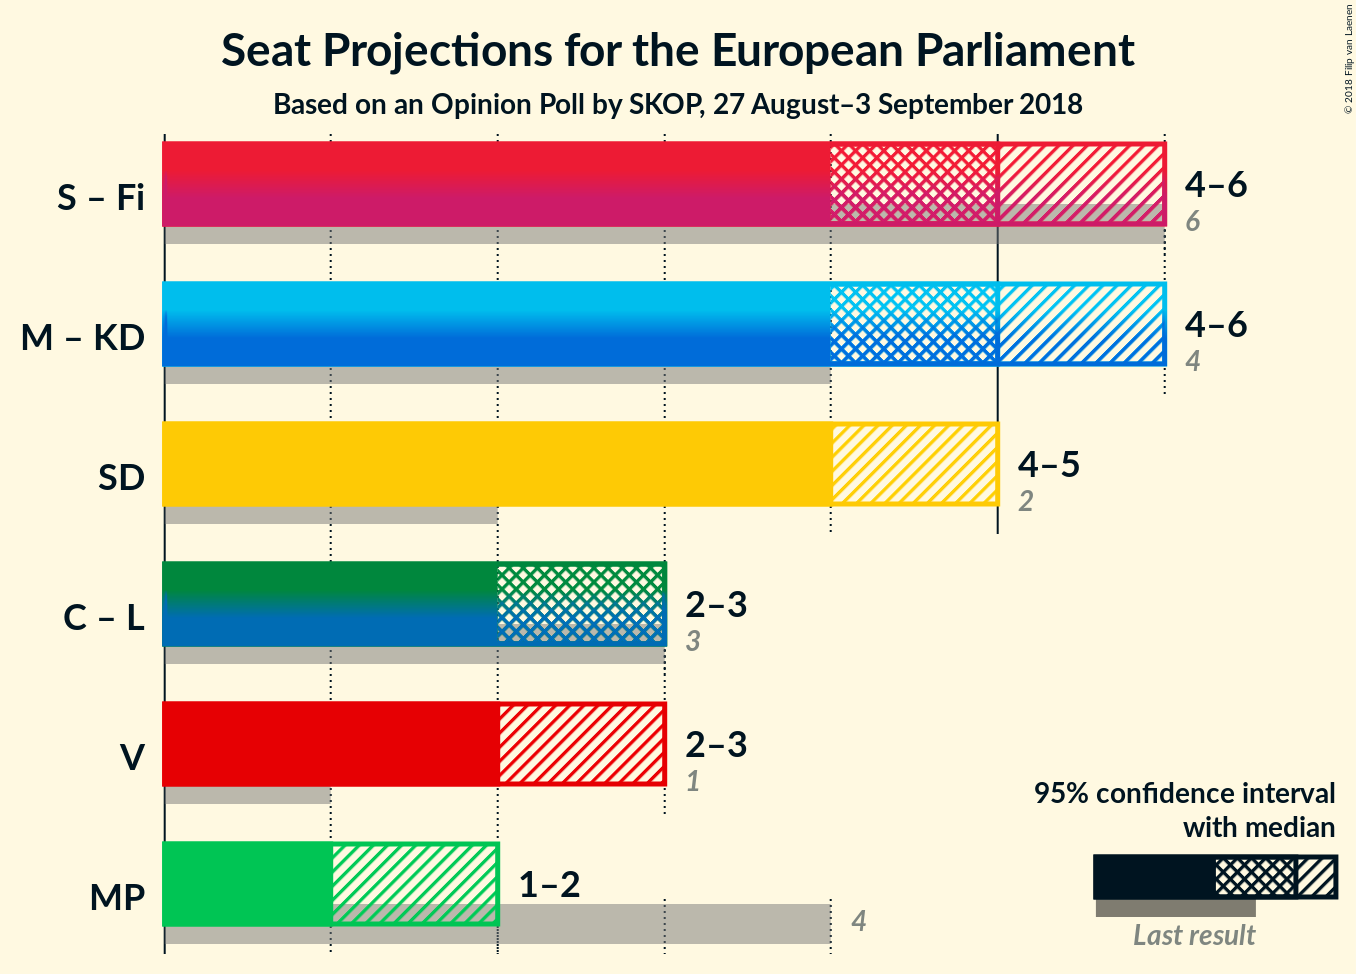 Seat Projections for the European Parliament
Based on an Opinion Poll by SKOP, 27 August–3 September 2018
© 2018 Filip van Laenen
S – Fi
4–6
6
M – KD
4–6
4
SD
4–5
2
C – L
2–3
3
V
2–3
1
MP
1–2
4
95% confidence interval
with median
Last result